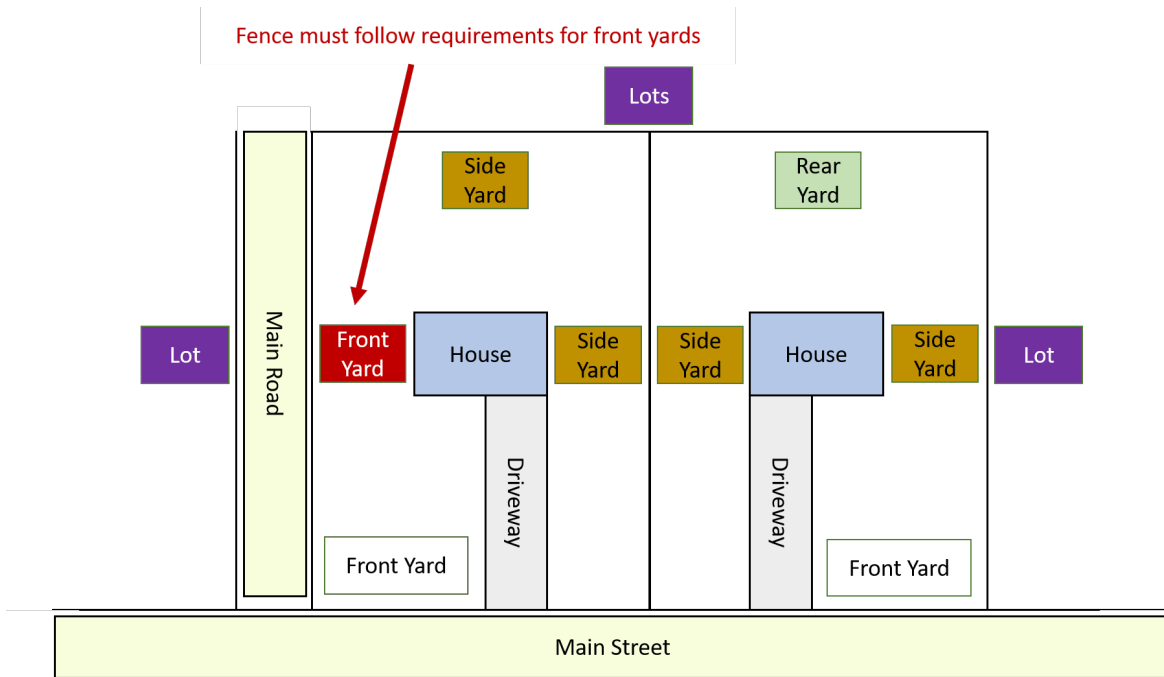 Fence must follow requirements for front yards
Lots
Side
Yard
Rear
Yard
Main Road
Lot
Front
Yard
House
Side
Yard
Side
Yard
House
Side
Yard
Lot
Driveway
Driveway
Front Yard
Front Yard
Main Street